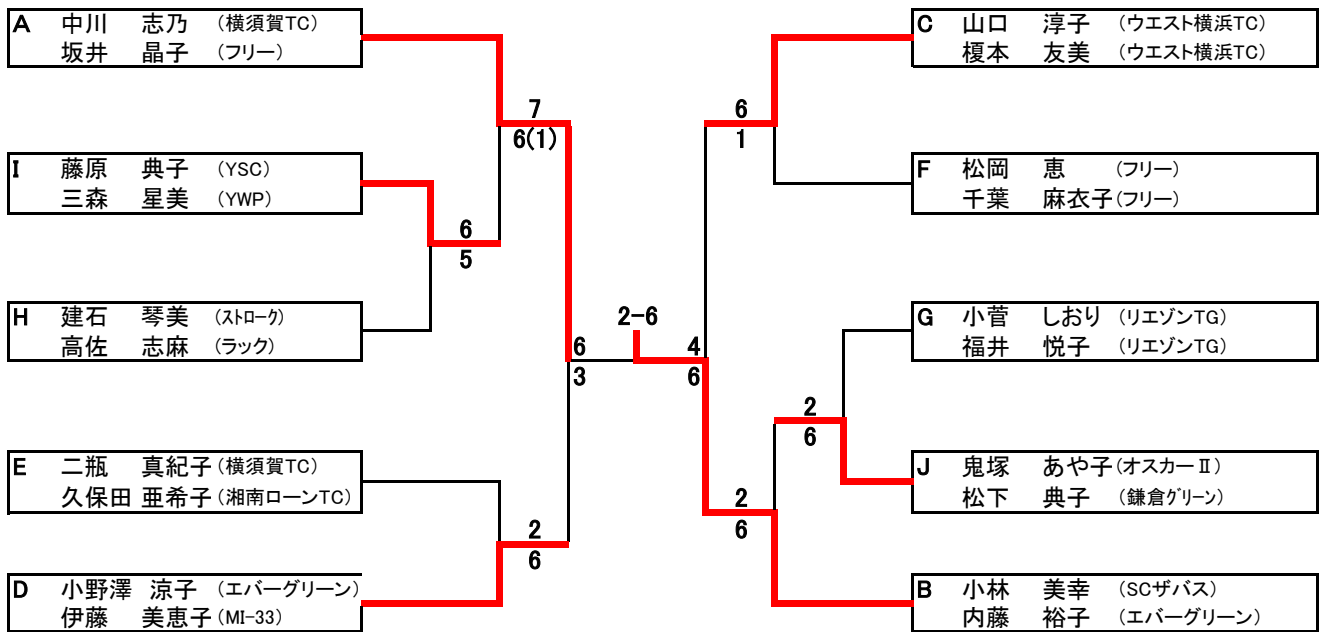 A 中川 志乃 (横須賀TC)
坂井 晶子 (フリー)
I 藤原 典子 (YSC)
三森 星美 (YWP)
H 建石 琴美 (ストローク)
高佐 志麻 (ラック)
E 二瓶 真紀子 (横須賀TC)
久保田 亜希子 (湘南ローンTC)
D 小野澤 涼子 (エバーグリーン)
伊藤 美恵子 (MI-33)
7
6(1)
6
5
6
3
2
6
2-6
4
6
6
1
2
6
2
6
C 山口 淳子 (ウエスト横浜TC)
榎本 友美 (ウエスト横浜TC)
F 松岡 恵 (フリー)
千葉 麻衣子 (フリー)
G 小菅 しおり (リエゾンTG)
福井 悦子 (リエゾンTG)
J 鬼塚 あや子 (オスカーⅡ)
松下 典子 (鎌倉グリーン)
B 小林 美幸 (SCザバス)
内藤 裕子 (エバーグリーン)